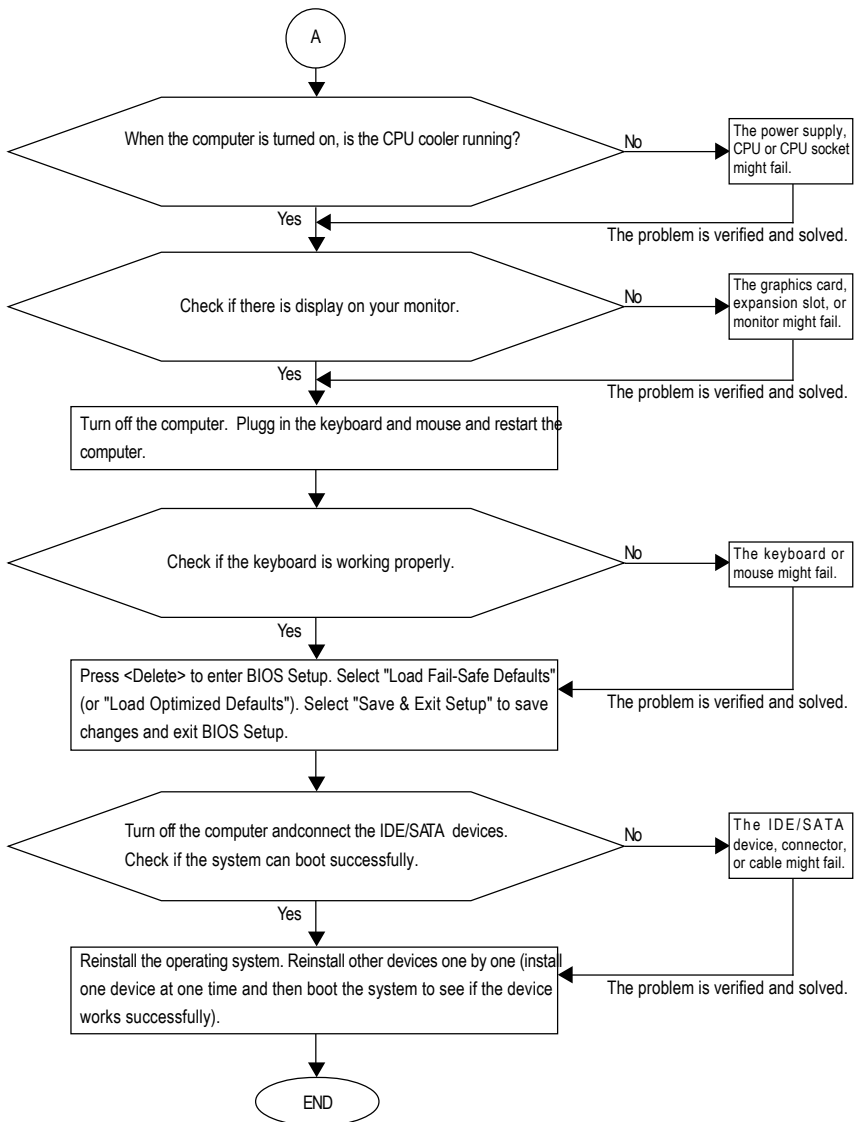 A
When the computer is turned on, is the CPU cooler running?
No
The power supply,
CPU or CPU socket
might fail.
Yes
The problem is verified and solved.
Check if there is display on your monitor.
No
The graphics card,
expansion slot, or
monitor might fail.
Yes
The problem is verified and solved.
Turn off the computer. Plugg in the keyboard and mouse and restart the
computer.
Check if the keyboard is working properly.
No
The keyboard or
mouse might fail.
Yes
Press <Delete> to enter BIOS Setup. Select "Load Fail-Safe Defaults"
(or "Load Optimized Defaults"). Select "Save & Exit Setup" to save
changes and exit BIOS Setup.
The problem is verified and solved.
Turn off the computer andconnect the IDE/SATA devices.
Check if the system can boot successfully.
No
The IDE/SATA
device, connector,
or cable might fail.
Yes
Reinstall the operating system. Reinstall other devices one by one (install
one device at one time and then boot the system to see if the device
works successfully).
The problem is verified and solved.
END